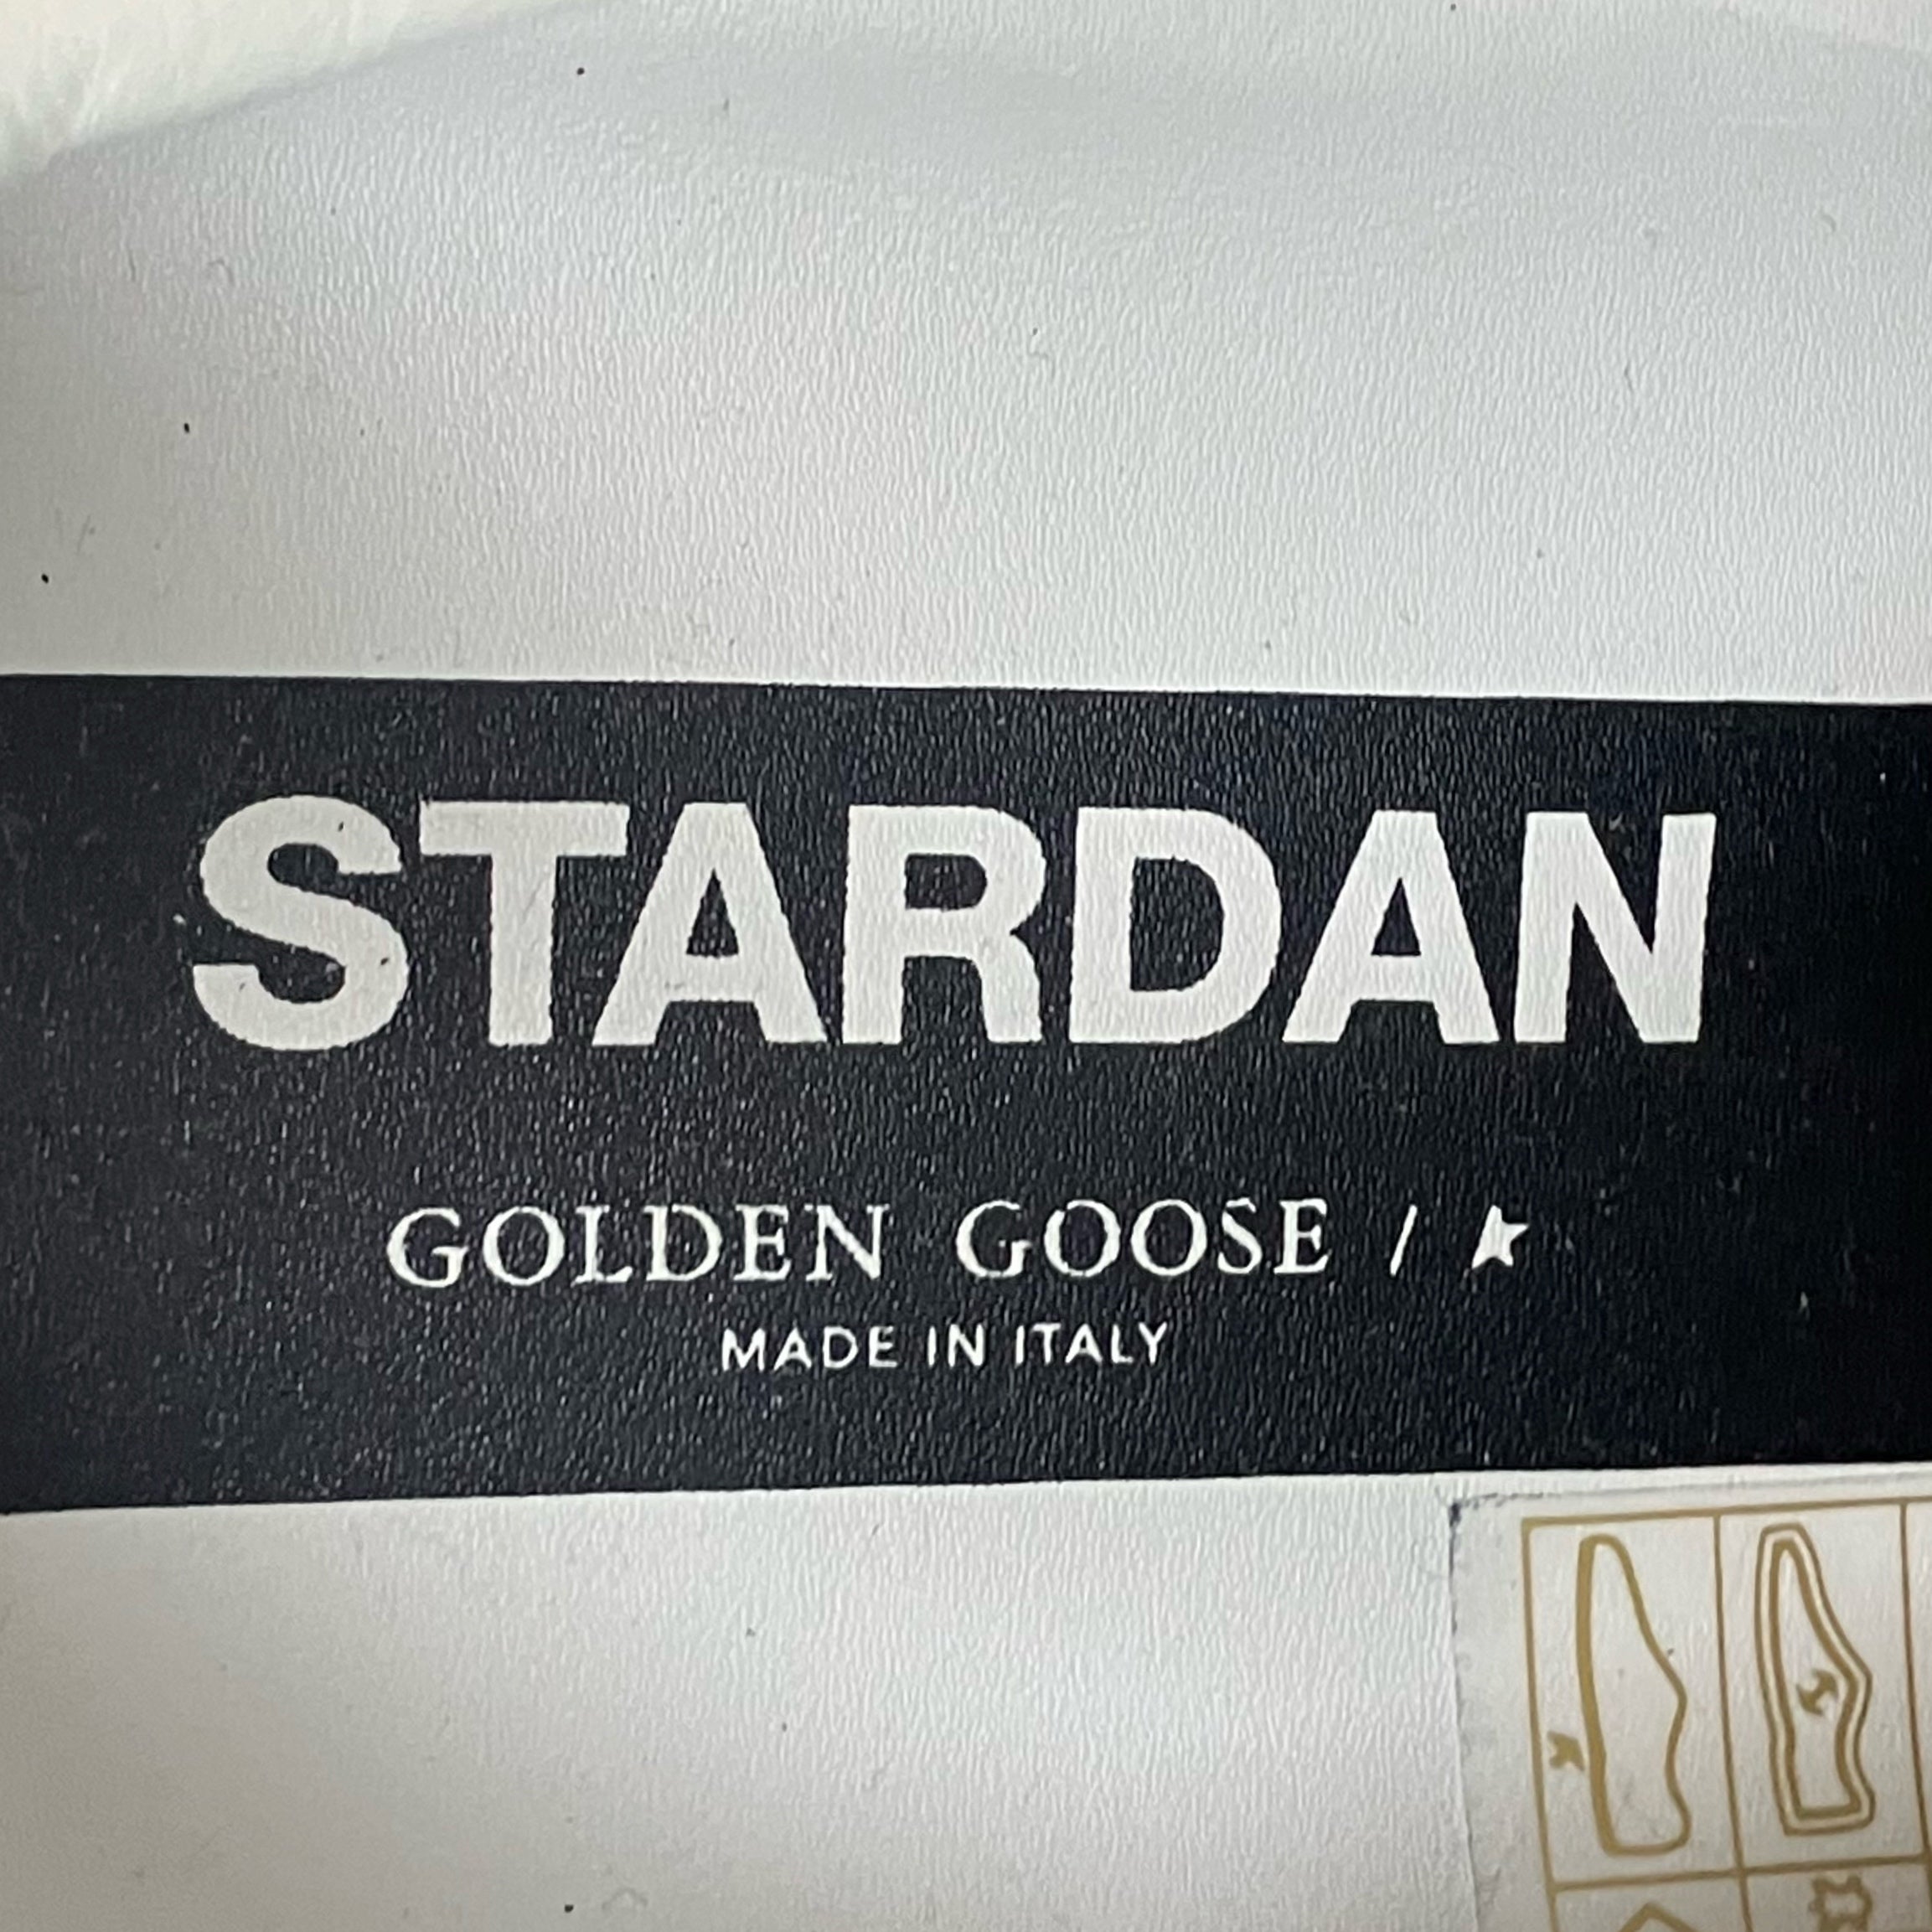 STARDAN
GOLDEN GOOSE / ★
MADE IN ITALY